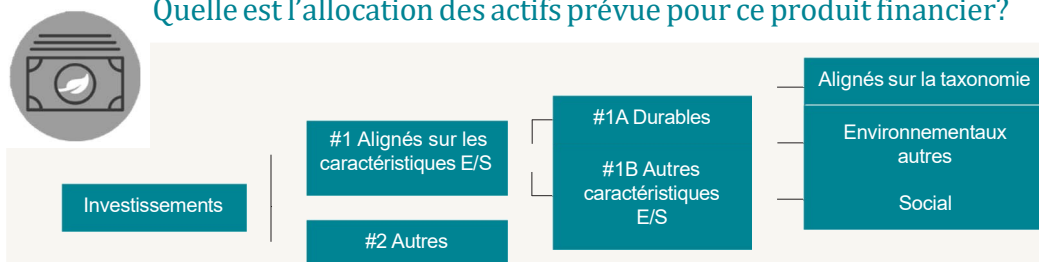 Quelle est l’allocation des actifs prévue pour ce produit financier?
Investissements
#1 Alignés sur les
caractéristiques E/S
#2 Autres
#1A Durables
#1B Autres
caractéristiques
E/S
Alignés sur la taxonomie
Environnementaux
autres
Social